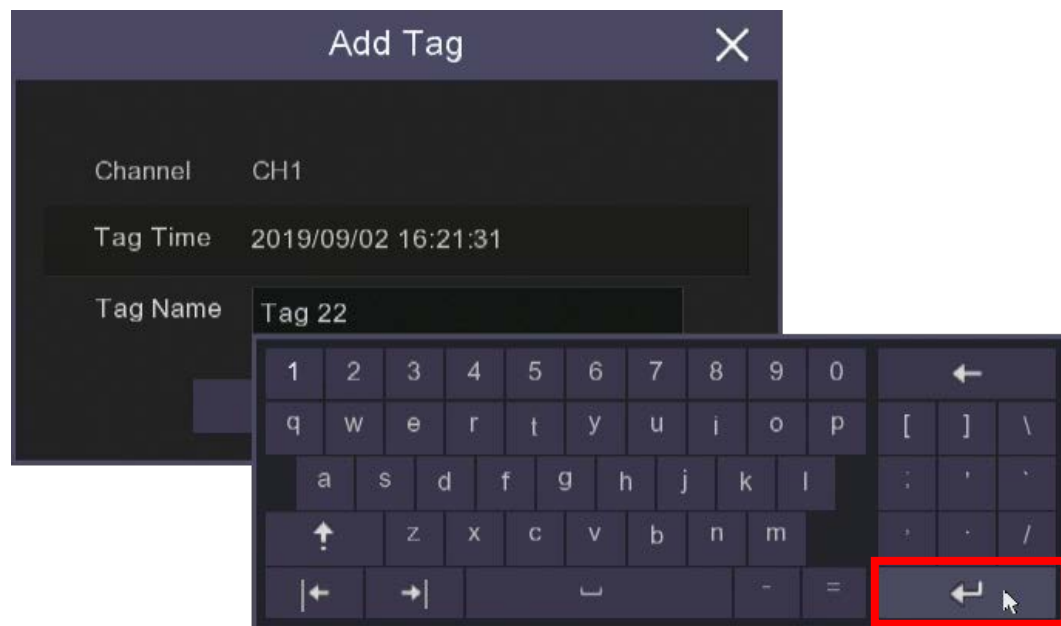 Add Tag
Channel CH1
Tag Time 2019/09/02 16:21:31
Tag Name Tag 22
1 2 3 4 5 6 7 8 9 0
q w e r t y u i o p [ ] \
a s d f g h j k l ; ' `
z x c v b n m , . /
- =